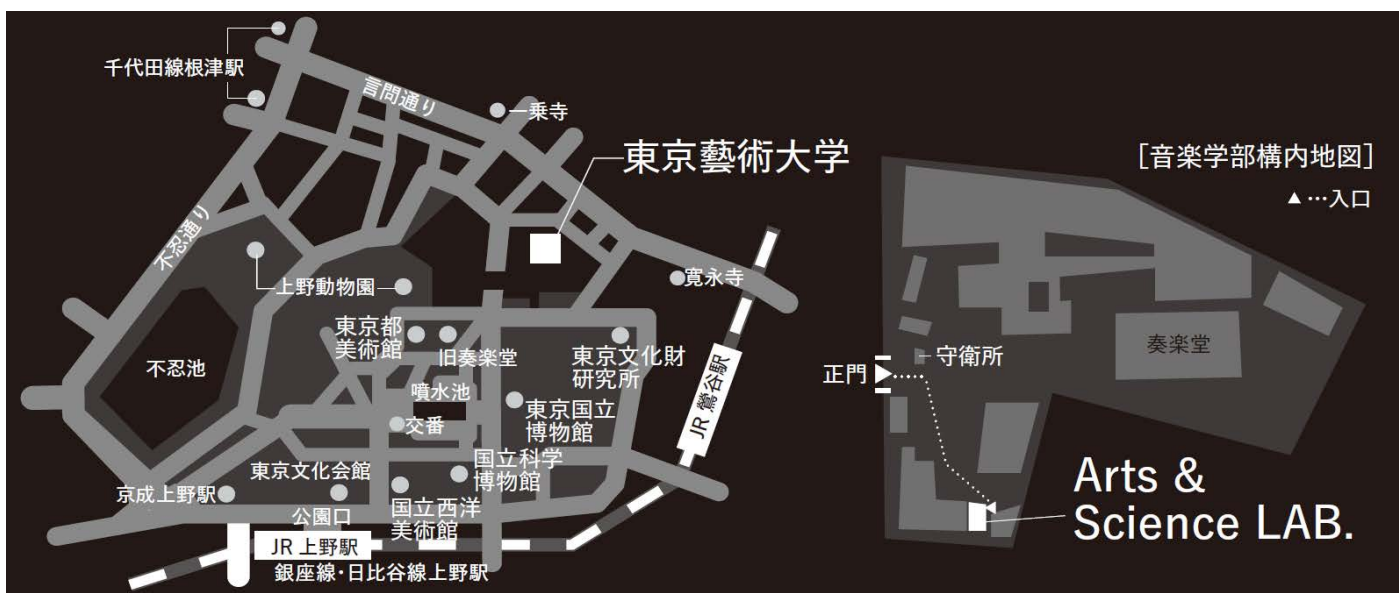 千代田線根津駅
言問通り
一乗寺
東京藝術大学
不忍通り
上野動物園
寛永寺
東京都
美術館
旧奏楽堂
東京文化財
研究所
不忍池
噴水池
JR 鶯谷駅
東京国立
博物館
交番
国立科学
博物館
東京文化会館
京成上野駅
国立西洋
美術館
公園口
JR 上野駅
銀座線・日比谷線上野駅
[音楽学部構内地図]
▲…入口
奏楽堂
守衛所
正門
Arts &
Science LAB.